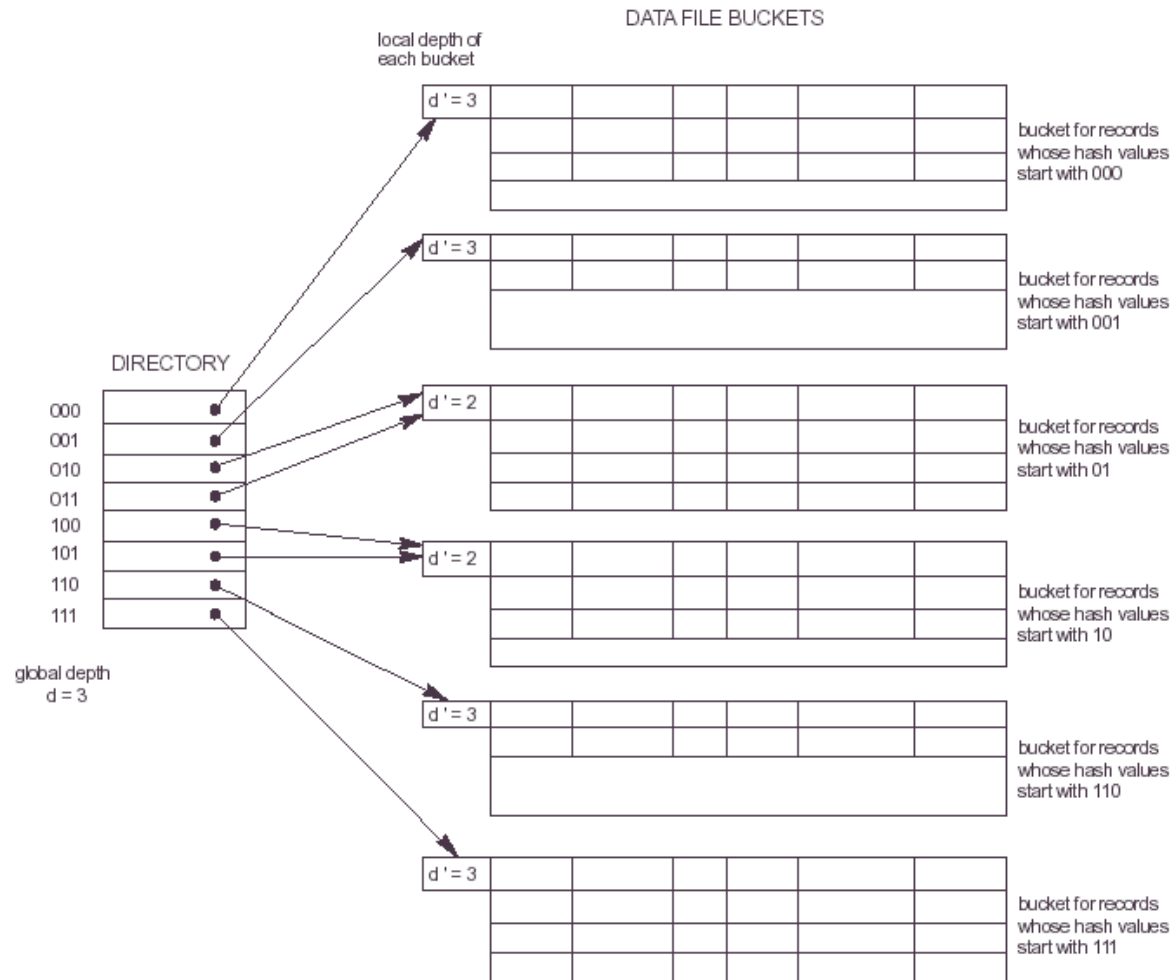 DATA FILE BUCKETS
local depth of
each bucket
d ' = 3
bucket for records
whose hash values
start with 000
d ' = 3
bucket for records
whose hash values
start with 001
DIRECTORY
000
001
010
011
100
101
110
111
global depth
d = 3
d ' = 2
bucket for records
whose hash values
start with 01
d ' = 2
bucket for records
whose hash values
start with 10
d ' = 3
bucket for records
whose hash values
start with 110
d ' = 3
bucket for records
whose hash values
start with 111